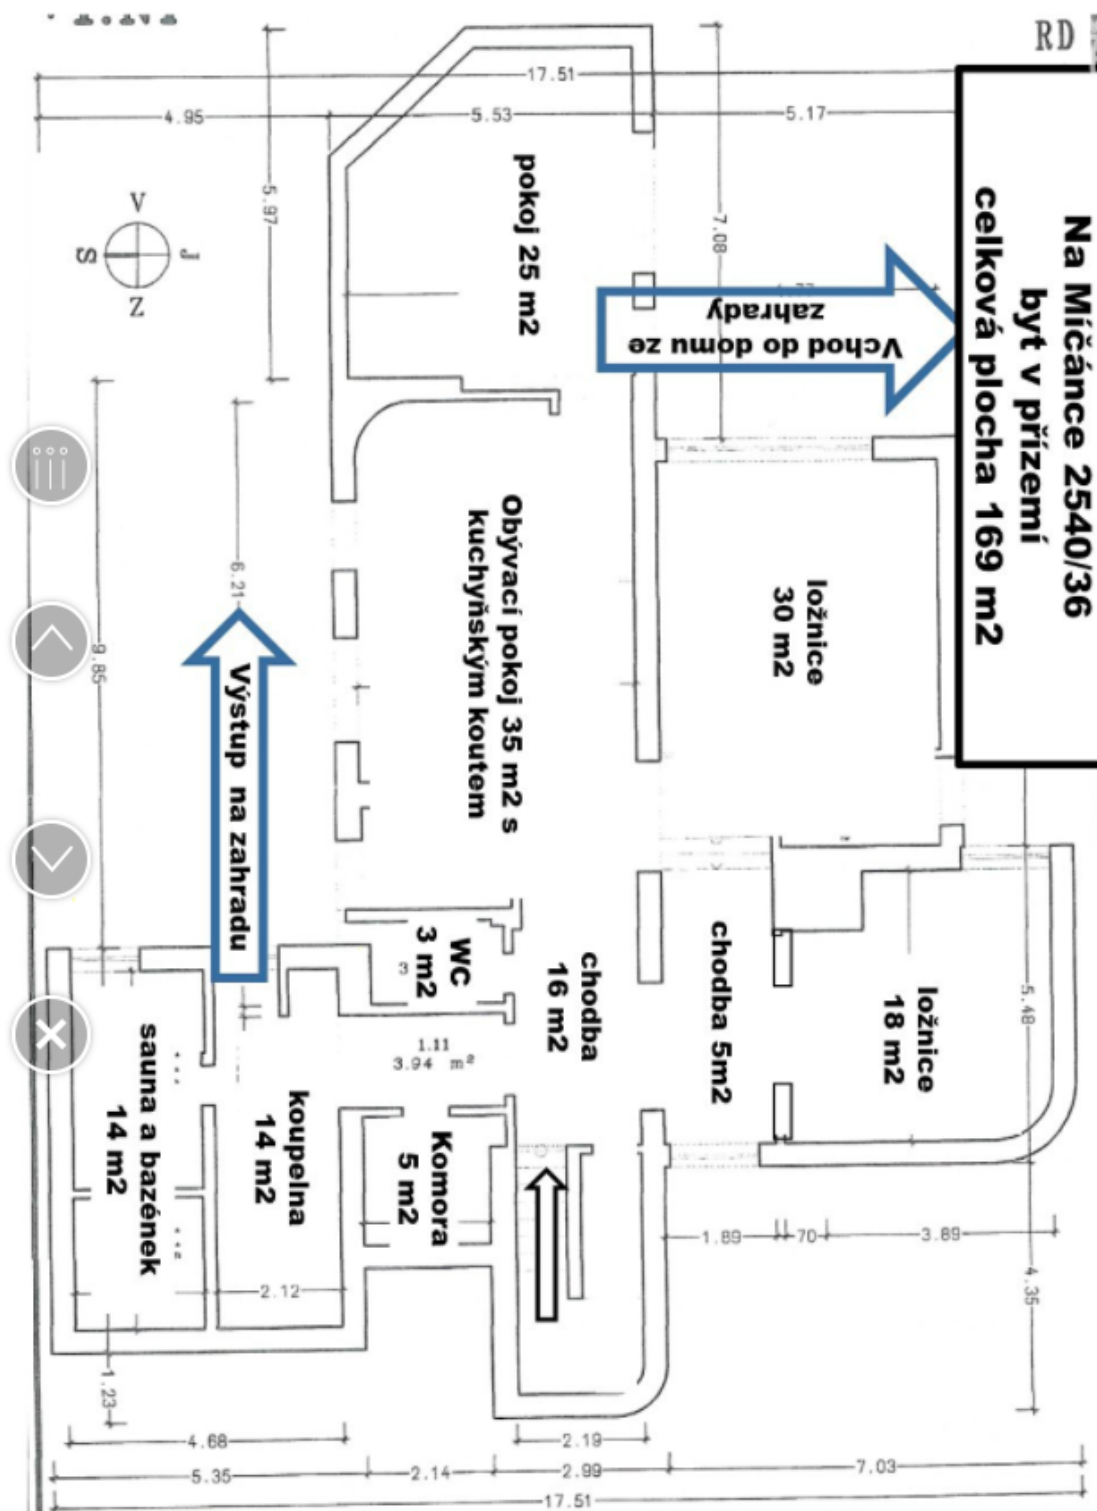 RD
Na Míčánce 2540/36
byt v přízemí
celková plocha 169 m2
17.51
4.95
5.53
5.17
5.97
7.08
V
S
J
Z
pokoj 25 m2
Vchod do domu ze
zahrady
6.21
9.85
Výstup na zahradu
Obývací pokoj 35 m2 s
kuchyňským koutem
ložnice
30 m2
WC
3 m2
3
chodba
16 m2
chodba 5m2
ložnice
18 m2
5.48
1.11
3.94 m²
sauna a bazének
14 m2
koupelna
14 m2
Komora
5 m2
2.12
1.89
70
3.89
4.35
1.23
4.68
2.19
5.35
2.14
2.99
7.03
17.51